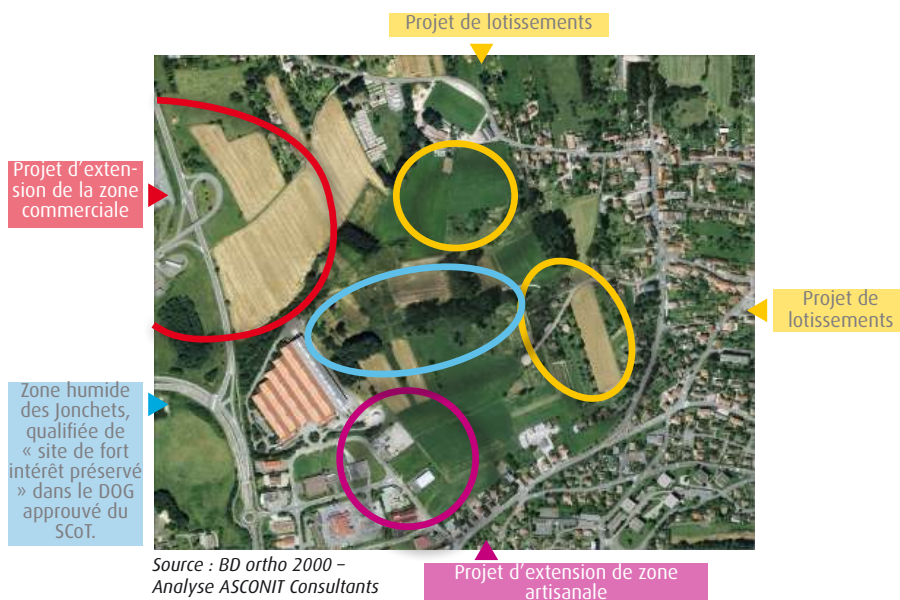 Projet de lotissements
Projet d'exten-
sion de la zone
commerciale
Projet de
lotissements
Zone humide
des Jonchets,
qualifiée de
« site de fort
intérêt préservé
» dans le DOG
approuvé du
SCoT.
Source : BD ortho 2000 –
Analyse ASCONIT Consultants
Projet d'extension de zone
artisanale